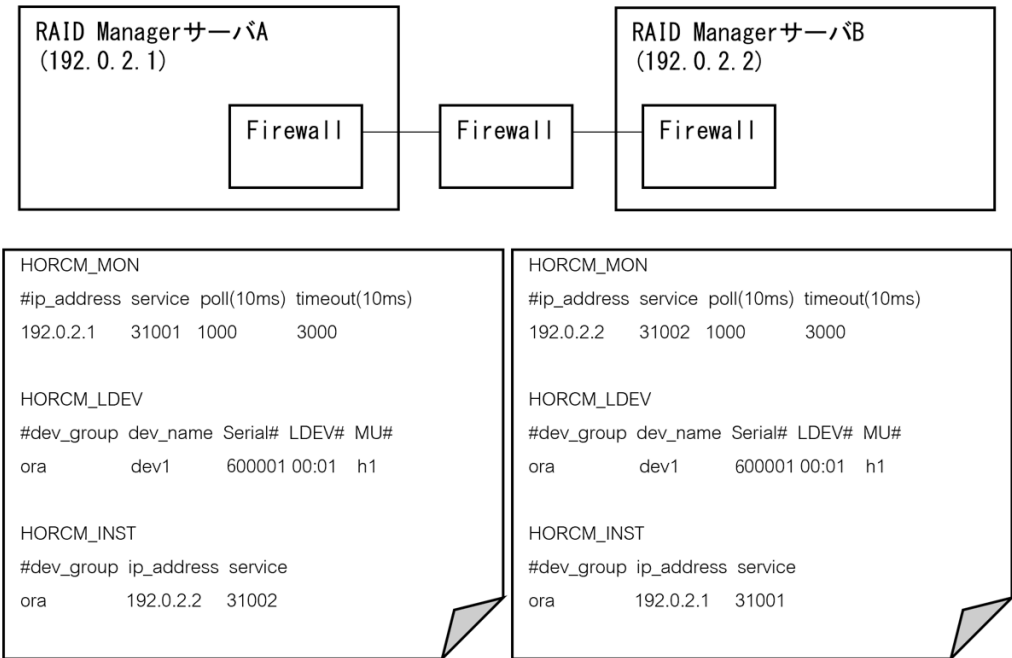 RAID ManagerサーバA
(192.0.2.1)
Firewall
Firewall
RAID ManagerサーバB
(192.0.2.2)
Firewall
HORCM_MON
#ip_address service poll(10ms) timeout(10ms)
192.0.2.1 31001 1000 3000
HORCM_LDEV
#dev_group dev_name Serial# LDEV# MU#
ora dev1 600001 00:01 h1
HORCM_INST
#dev_group ip_address service
ora 192.0.2.2 31002
HORCM_MON
#ip_address service poll(10ms) timeout(10ms)
192.0.2.2 31002 1000 3000
HORCM_LDEV
#dev_group dev_name Serial# LDEV# MU#
ora dev1 600001 00:01 h1
HORCM_INST
#dev_group ip_address service
ora 192.0.2.1 31001